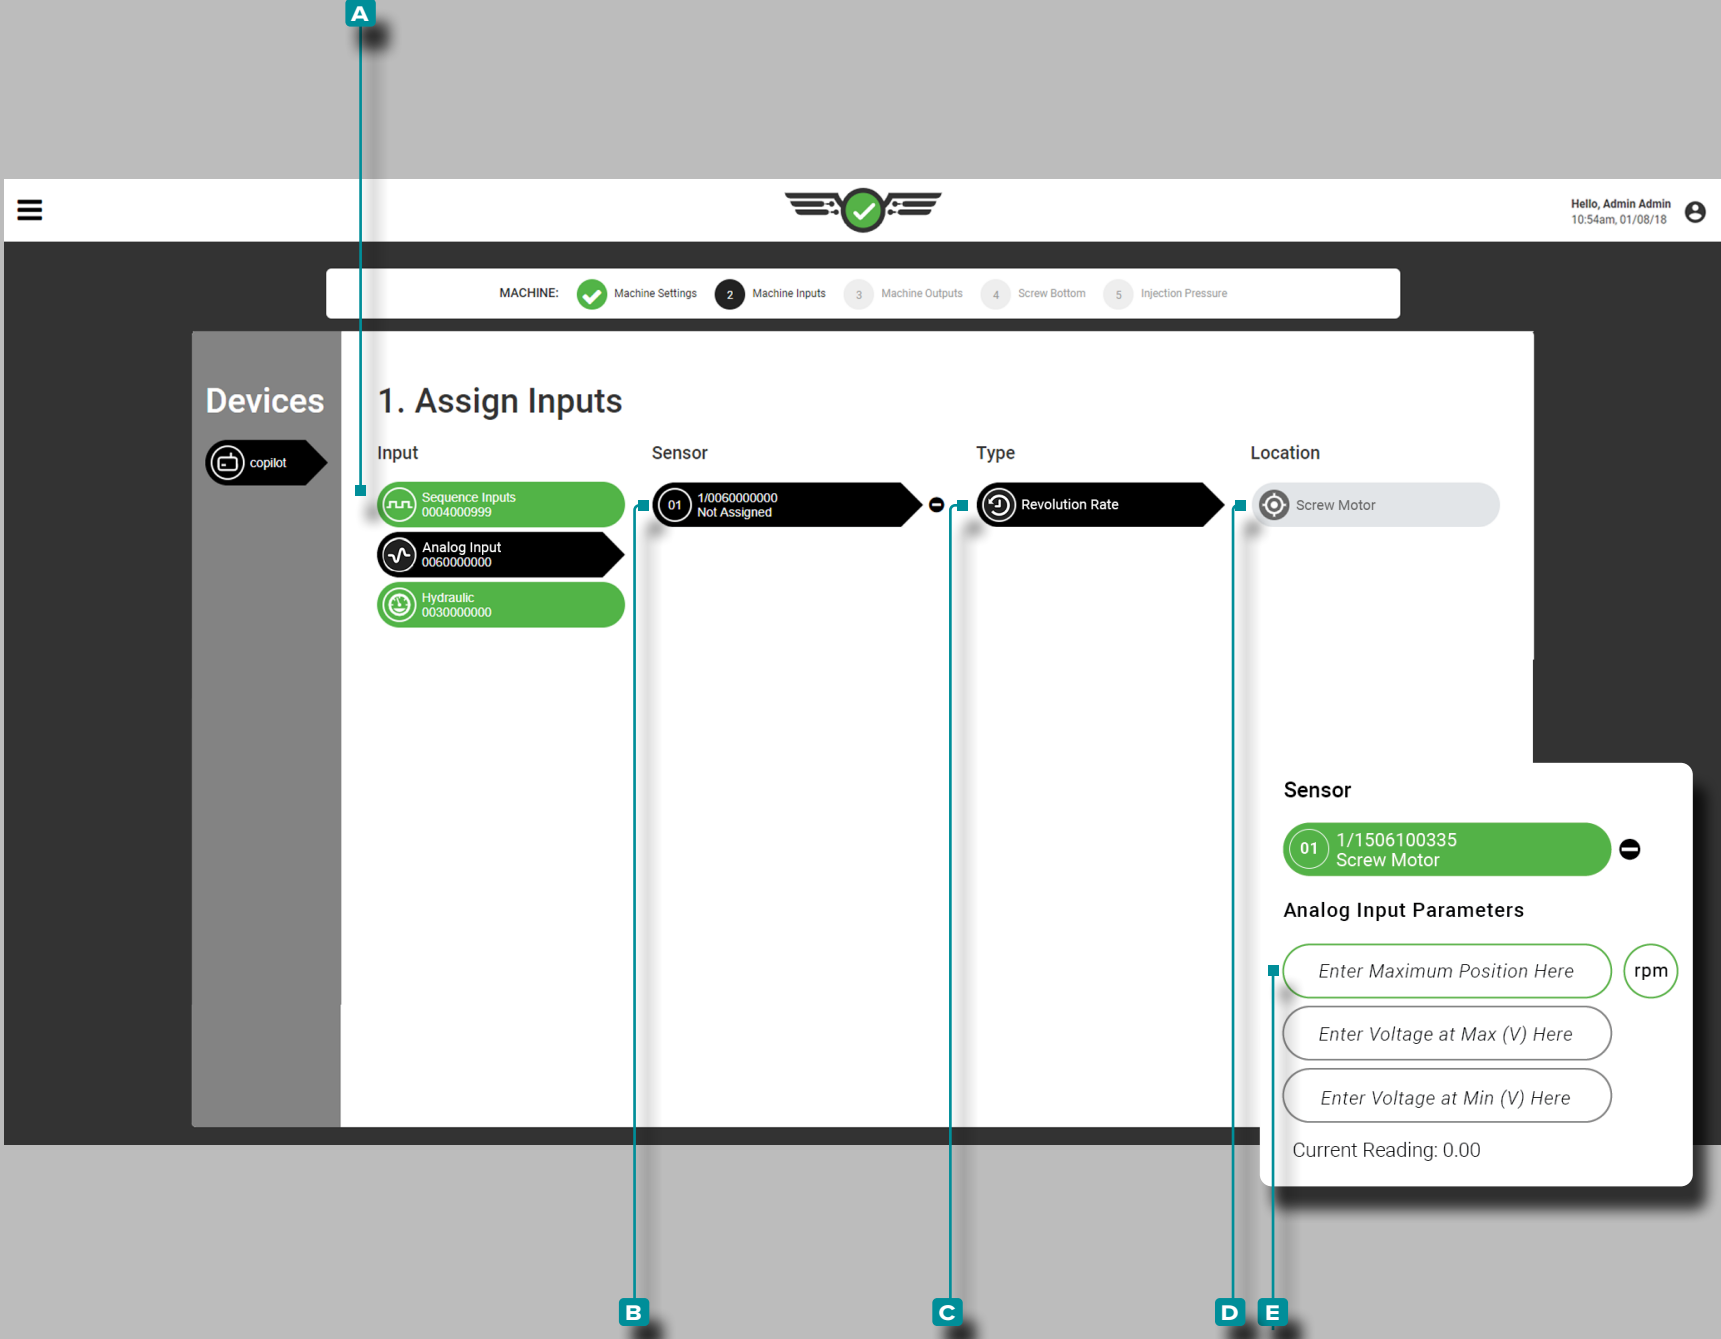 A
Hello, Admin Admin
10:54am, 01/08/18
MACHINE:
Machine Settings
2 Machine Inputs
3 Machine Outputs
4 Screw Bottom
5 Injection Pressure
Devices
copilot
1. Assign Inputs
Input
Sensor
Type
Location
Sequence Inputs
0004000999
Analog Input
0060000000
Hydraulic
0030000000
01
1/0060000000
Not Assigned
Revolution Rate
Screw Motor
Sensor
01
1/1506100335
Screw Motor
Analog Input Parameters
Enter Maximum Position Here
rpm
Enter Voltage at Max (V) Here
Enter Voltage at Min (V) Here
Current Reading: 0.00
B
C
D
E